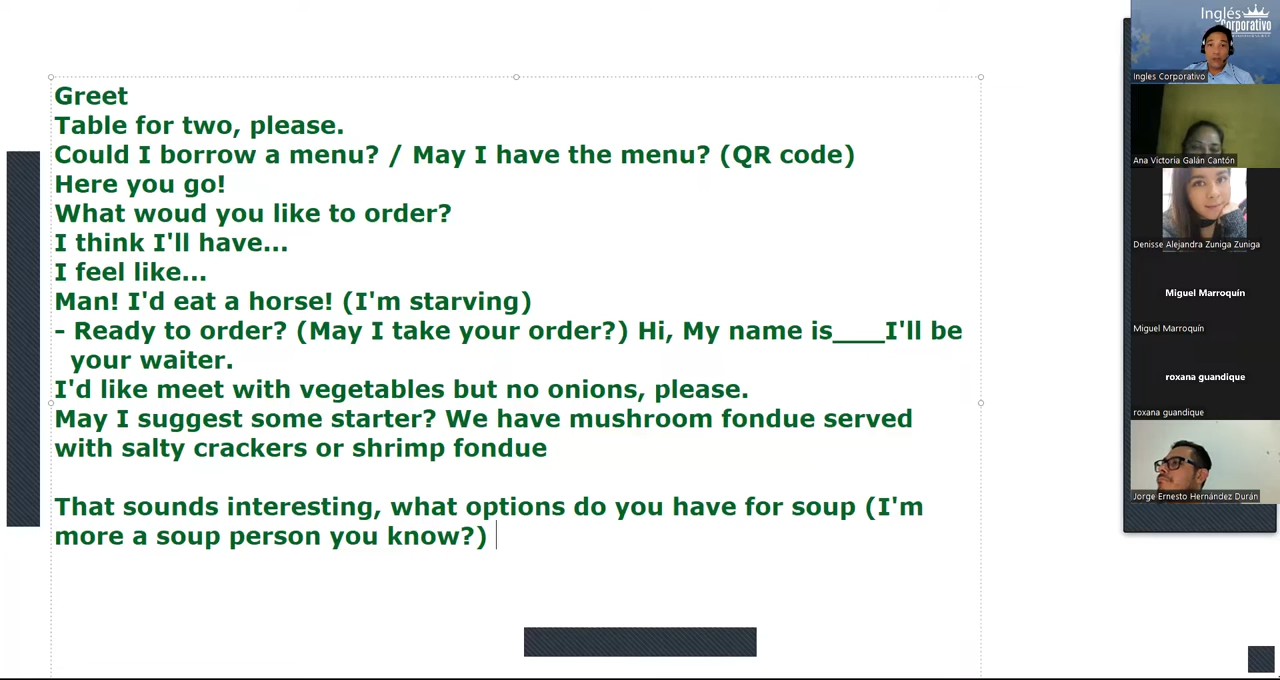 Greet
Table for two, please.
Could I borrow a menu? / May I have the menu? (QR code)
Here you go!
What woud you like to order?
I think I'll have...
I feel like...
Man! I'd eat a horse! (I'm starving)
- Ready to order? (May I take your order?) Hi, My name is___I'll be
your waiter.
I'd like meet with vegetables but no onions, please.
May I suggest some starter? We have mushroom fondue served
with salty crackers or shrimp fondue
That sounds interesting, what options do you have for soup (I'm
more a soup person you know?)
Inglés
Corporativo
Ingles Corporativo
Ana Victoria Galán Cantón
Denisse Alejandra Zuniga Zuniga
Miguel Marroquín
Miguel Marroquín
roxana guandique
roxana guandique
Jorge Ernesto Hernández Durán